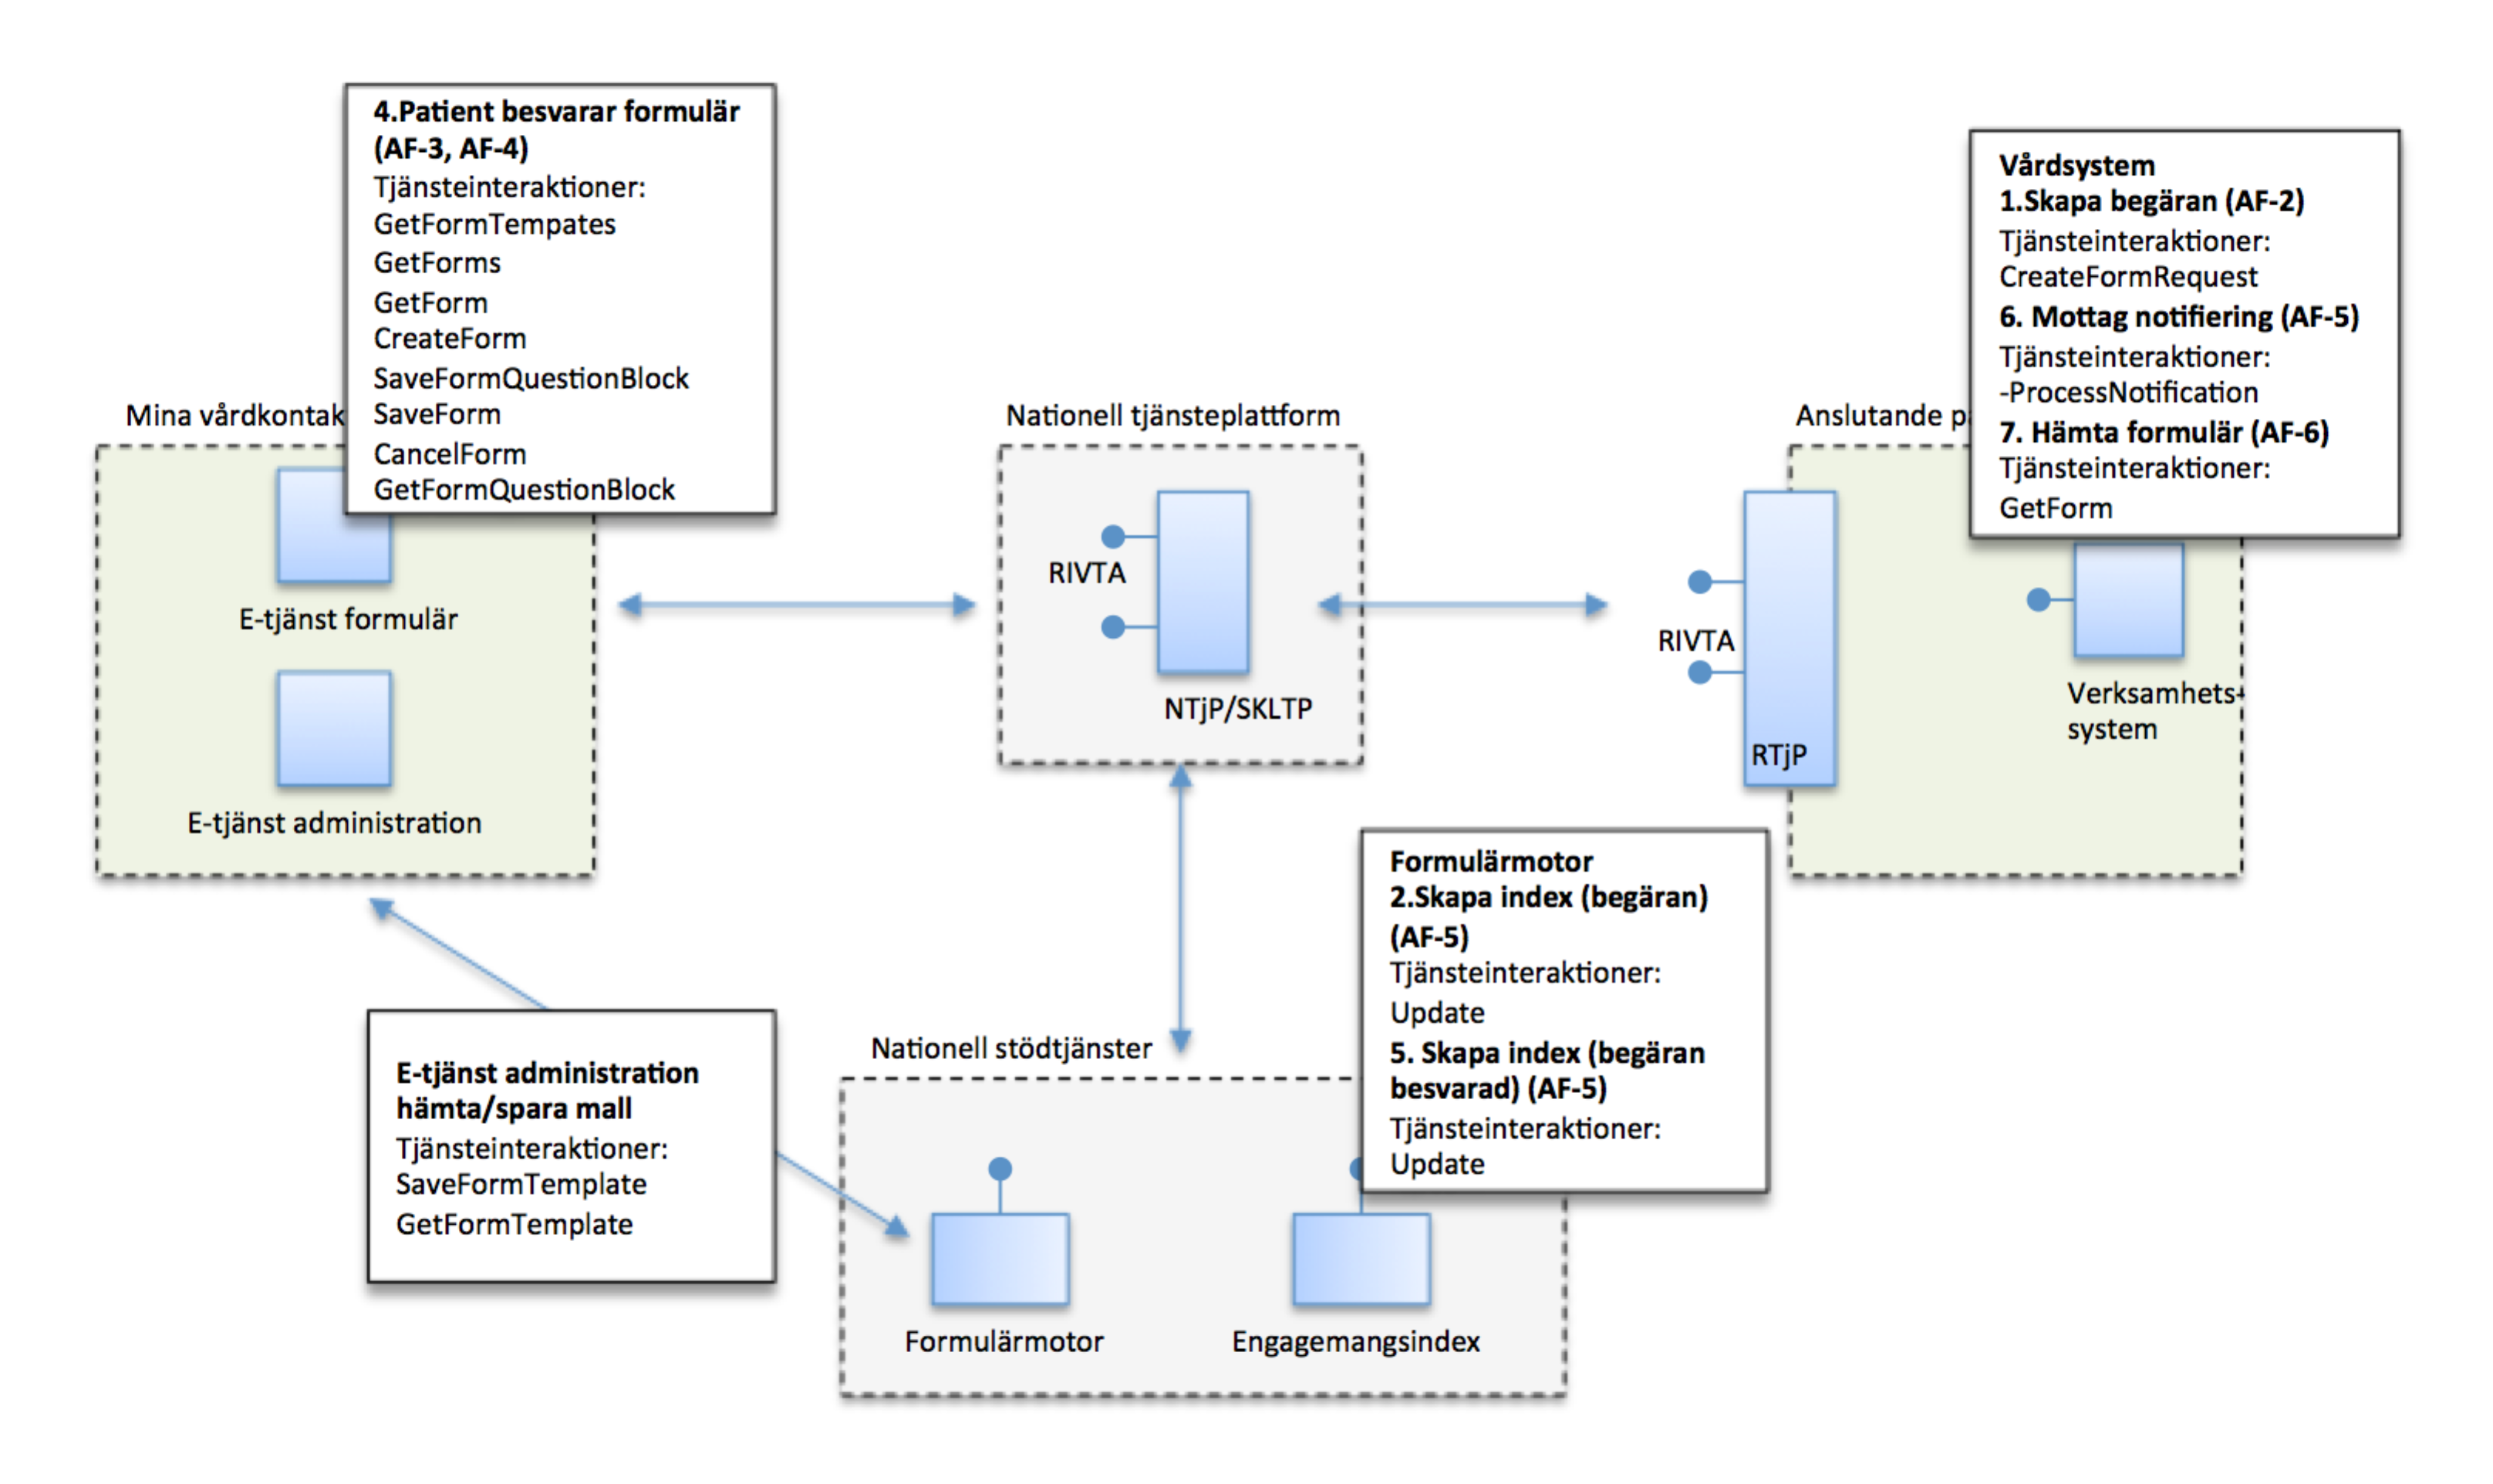 4.Patient besvarar formulär
(AF-3, AF-4)
Tjänsteinteraktioner:
GetFormTempates
GetForms
GetForm
CreateForm
SaveFormQuestionBlock
SaveForm
CancelForm
GetFormQuestionBlock
Mina vårdkontak
E-tjänst formulär
E-tjänst administration
Nationell tjänsteplattform
RIVTA
NTjP/SKLTP
Vårdsystem
1.Skapa begäran (AF-2)
Tjänsteinteraktioner:
CreateFormRequest
6. Mottag notifiering (AF-5)
Tjänsteinteraktioner:
-ProcessNotification
7. Hämta formulär (AF-6)
Tjänsteinteraktioner:
GetForm
Anslutande
RIVTA
RTjP
Verksamhets-
system
E-tjänst administration
hämta/spara mall
Tjänsteinteraktioner:
SaveFormTemplate
GetFormTemplate
Nationell stödtjänster
Formulärmotor
2.Skapa index (begäran)
(AF-5)
Tjänsteinteraktioner:
Update
5. Skapa index (begäran
besvarad) (AF-5)
Tjänsteinteraktioner:
Update
Formulärmotor
Engagemangsindex